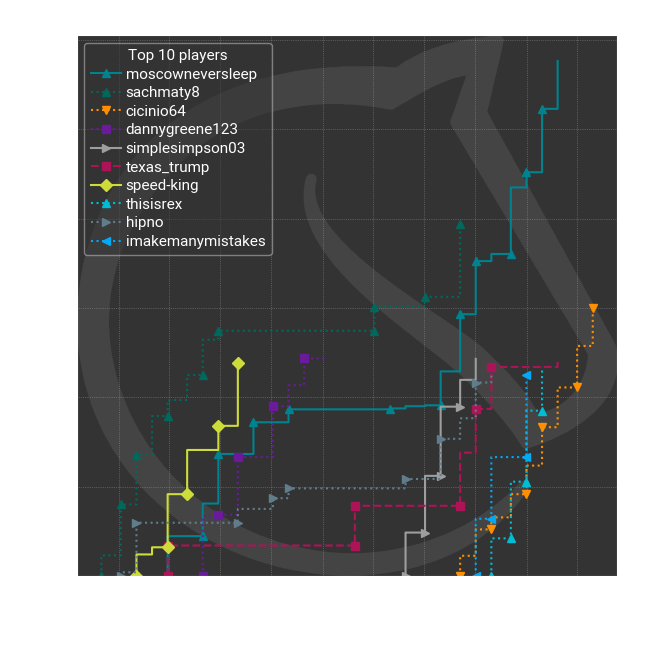 Top 10 players
moscowneversleep
sachmaty8
cicinio64
dannygreene123
simplesimpson03
texas_trump
speed-king
thisisrex
hipno
imakemanymistakes